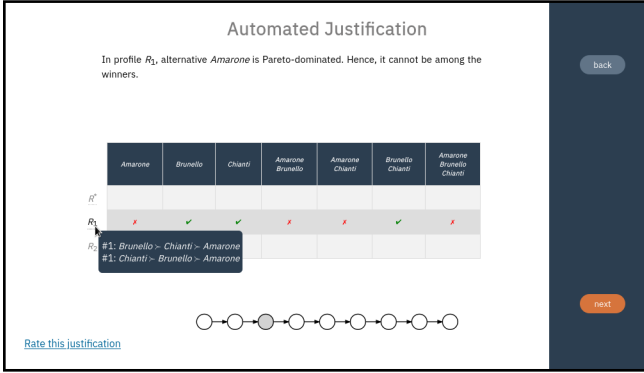 Automated Justification
In profile R1, alternative Amarone is Pareto-dominated. Hence, it cannot be among the
winners.
back
Amarone Brunello Chianti Amarone Brunello Amarone Chianti Brunello Chianti Amarone Brunello Chianti
R*
R1 ✗ ✔ ✔ ✗ ✗ ✔ ✗
R2
#1: Brunello ≻ Chianti ≻ Amarone
#1: Chianti ≻ Brunello ≻ Amarone
next
Rate this justification